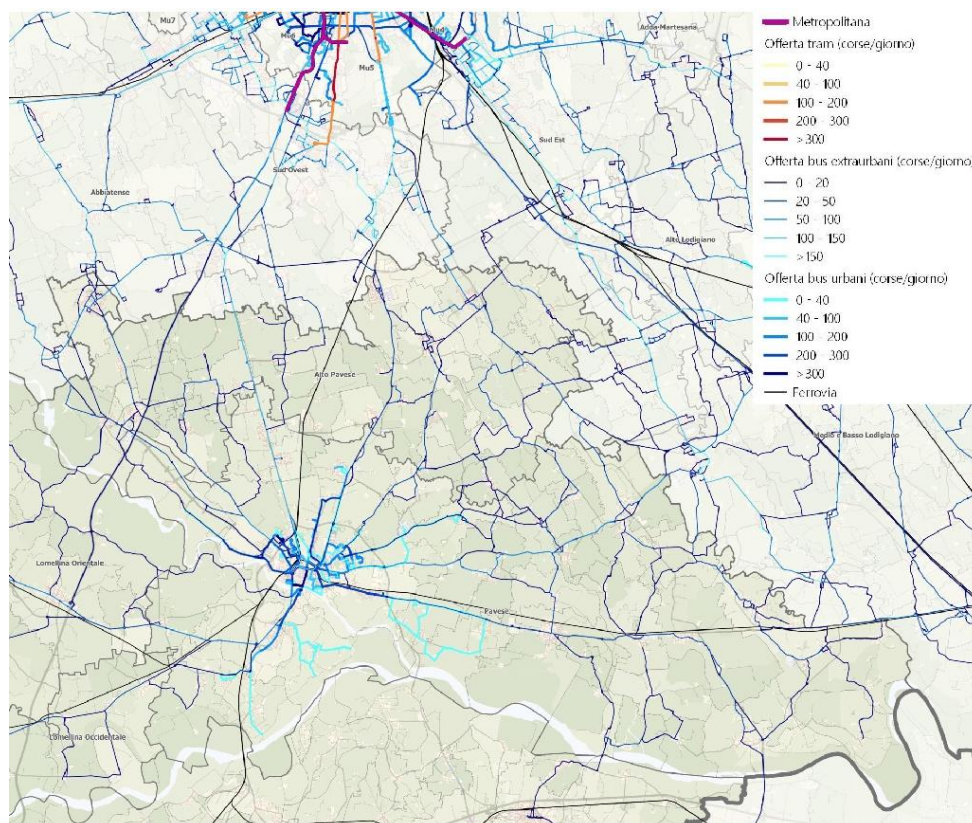 Mu7
Mu6
Mu5
Mu4
Adda Martesana
Sud Est
Sud Ovest
Abbiatense
Alto Lodigiano
Alto Pavese
Medio e Basso Lodigiano
Lomellina Orientale
Pavese
Lomellina Occidentale
Metropolitana
Offerta tram (corse/giorno)
0 - 40
40 - 100
100 - 200
200 - 300
>300
Offerta bus extraurbani (corse/giorno)
0 - 20
20 - 50
50 - 100
100 - 150
>150
Offerta bus urbani (corse/giorno)
0 - 40
40 - 100
100 - 200
200 - 300
>300
Ferrovia